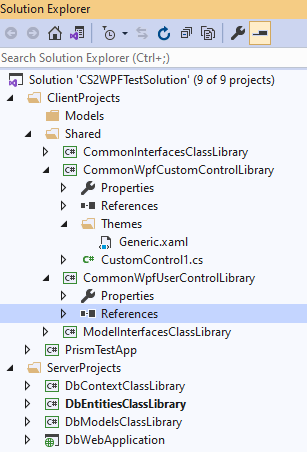 Solution Explorer
Search Solution Explorer (Ctrl+;)
Solution 'CS2WPFTestSolution' (9 of 9 projects)
ClientProjects
Models
Shared
CommonInterfacesClassLibrary
CommonWpfCustomControlLibrary
Properties
References
Themes
Generic.xaml
C# CustomControl1.cs
CommonWpfUserControlLibrary
Properties
References
ModelInterfacesClassLibrary
PrismTestApp
ServerProjects
DbContextClassLibrary
DbEntitiesClassLibrary
DbModelsClassLibrary
DbWebApplication